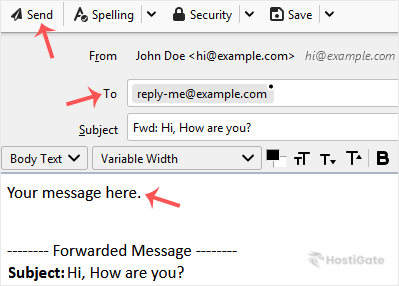 Send Spelling Security Save
From John Doe <hi@example.com> hi@example.com
To reply-me@example.com
Subject Fwd: Hi, How are you?
Body Text Variable Width T T T B
Your message here.
-------- Forwarded Message --------
HostiGate
Subject: Hi, How are you?